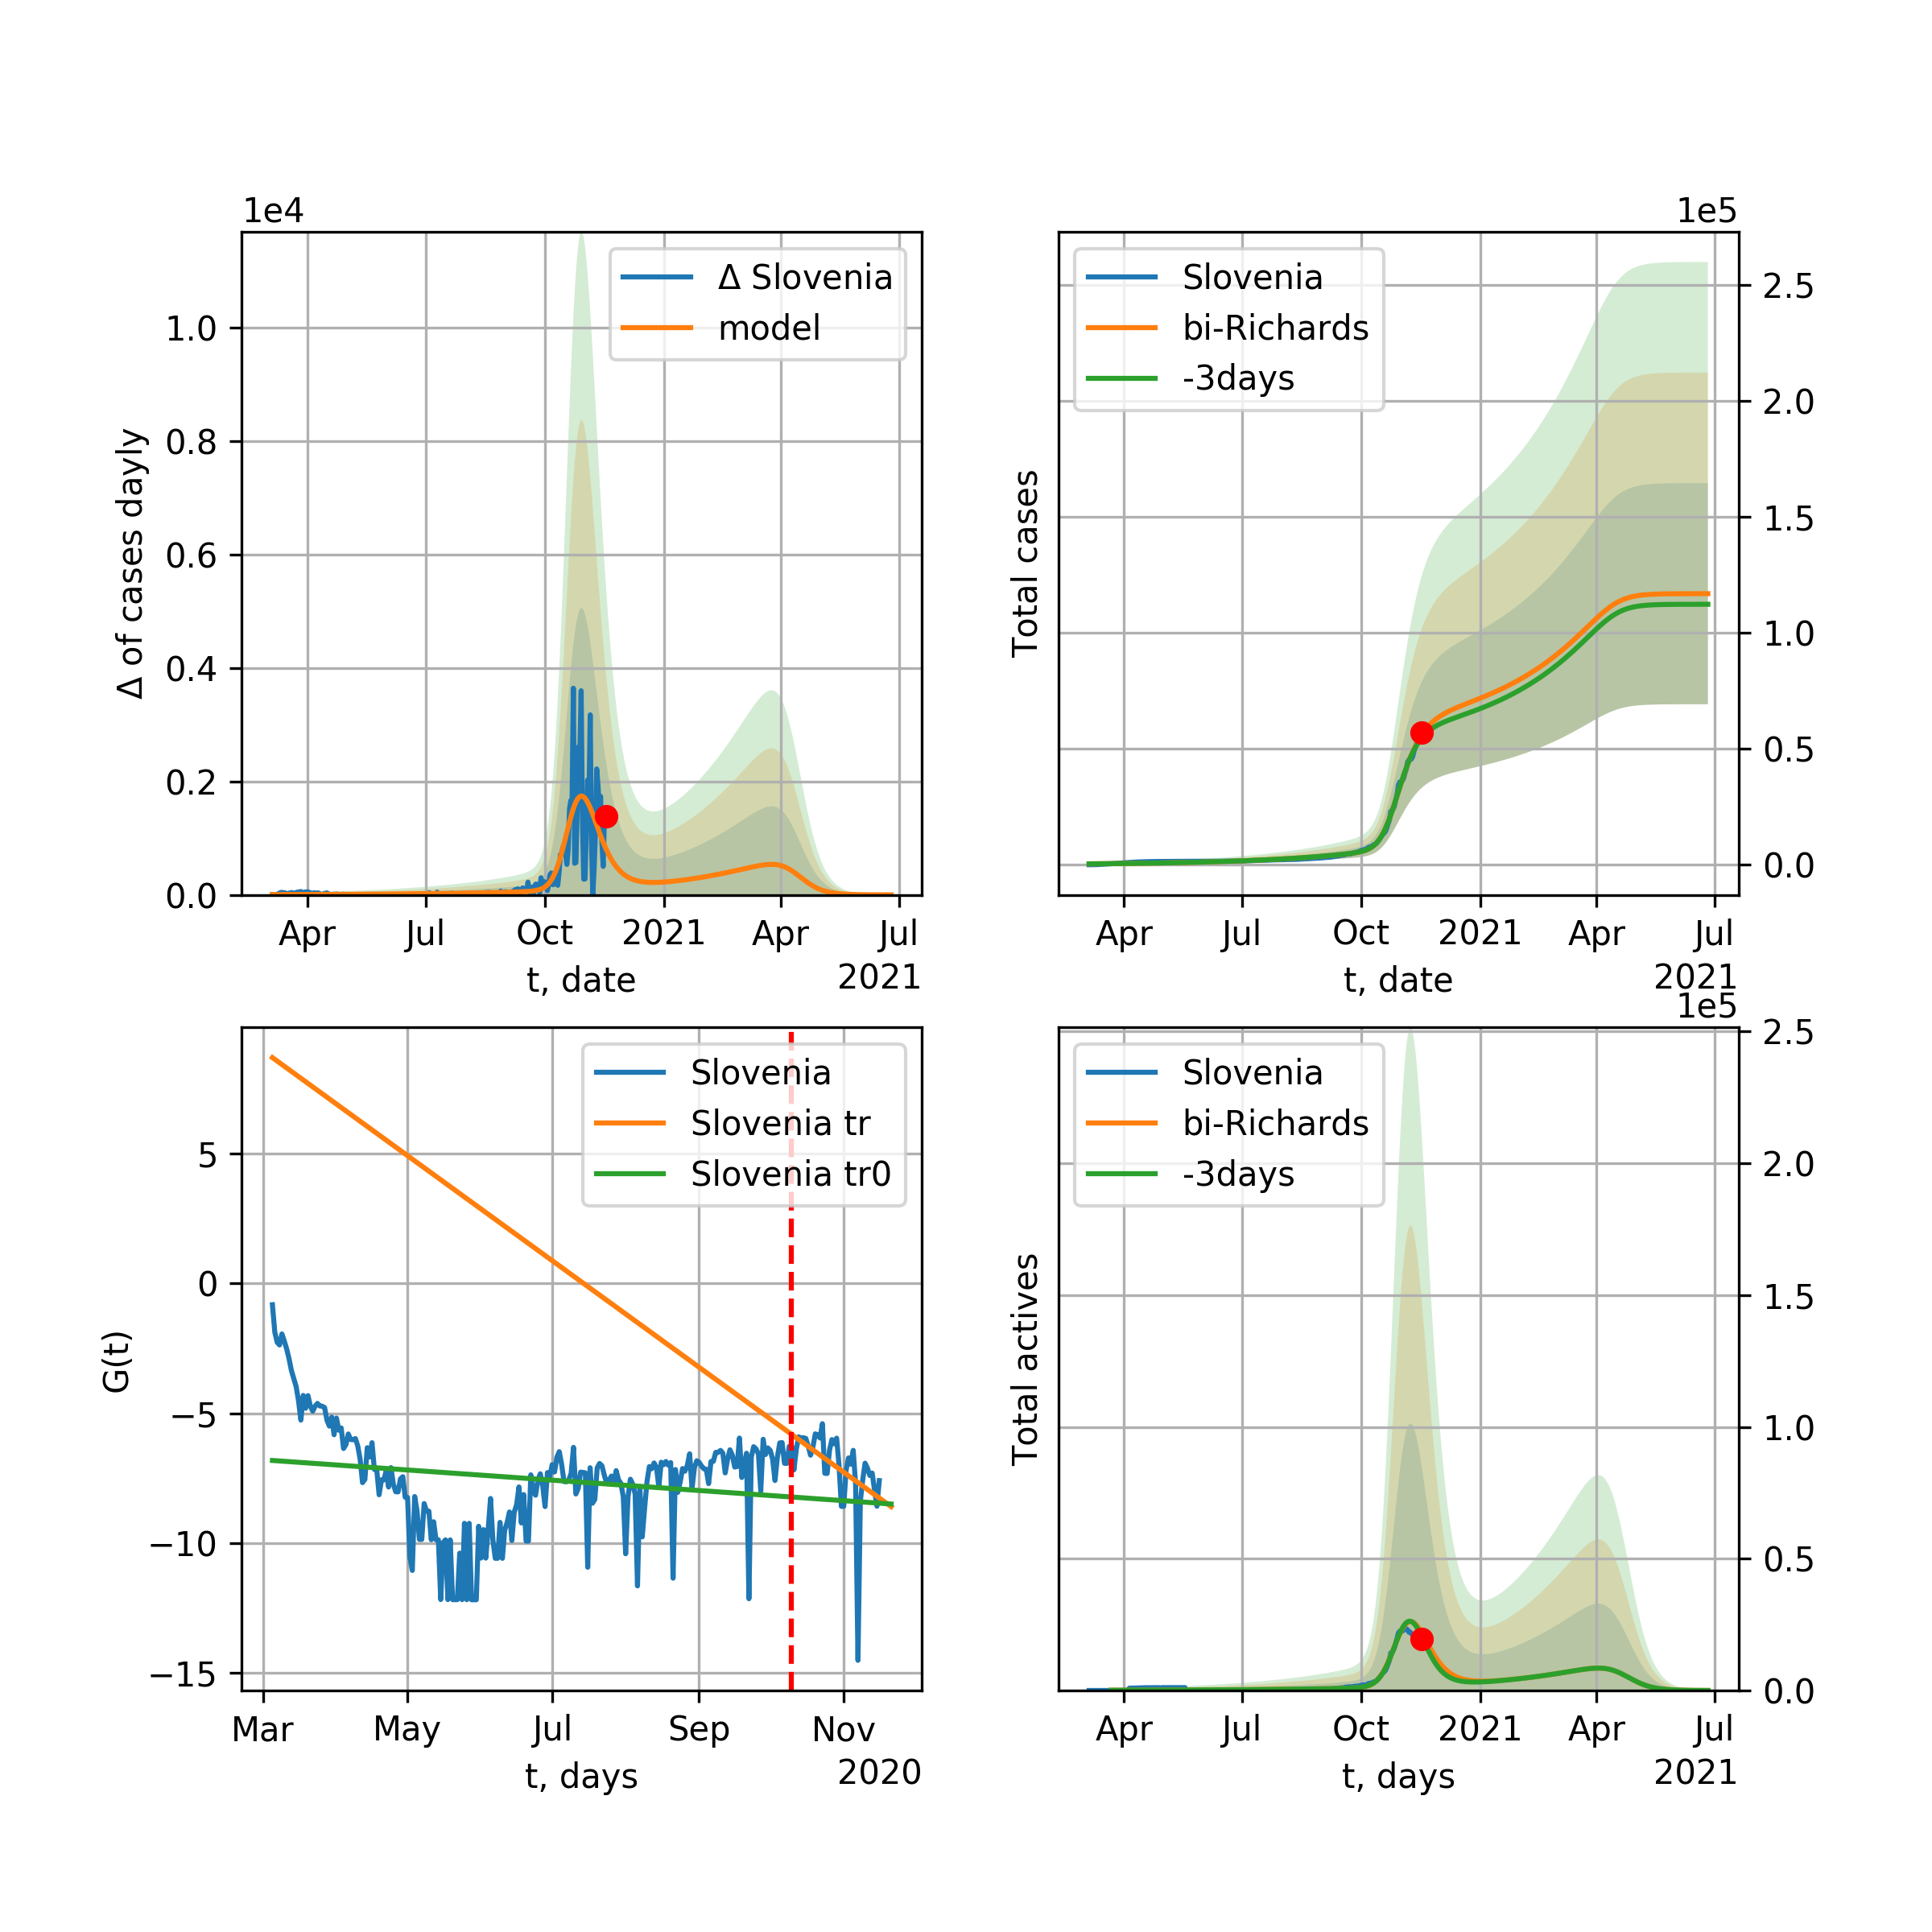 1e4
Δ Slovenia
model
1.0
0.8
0.6
0.4
0.2
0.0
Δ of cases dayly
Apr Jul Oct 2021 Apr Jul
t, date
2021
1e5
Slovenia
bi-Richards
-3days
2.5
2.0
1.5
1.0
0.5
0.0
Total cases
Apr Jul Oct 2021 Apr Jul
t, date
2021
Slovenia
Slovenia tr
Slovenia tr0
5
0
−5
−10
−15
G(t)
Mar May Jul Sep Nov
t, days
2020
1e5
Slovenia
bi-Richards
-3days
2.5
2.0
1.5
1.0
0.5
0.0
Total actives
Apr Jul Oct 2021 Apr Jul
t, days
2021